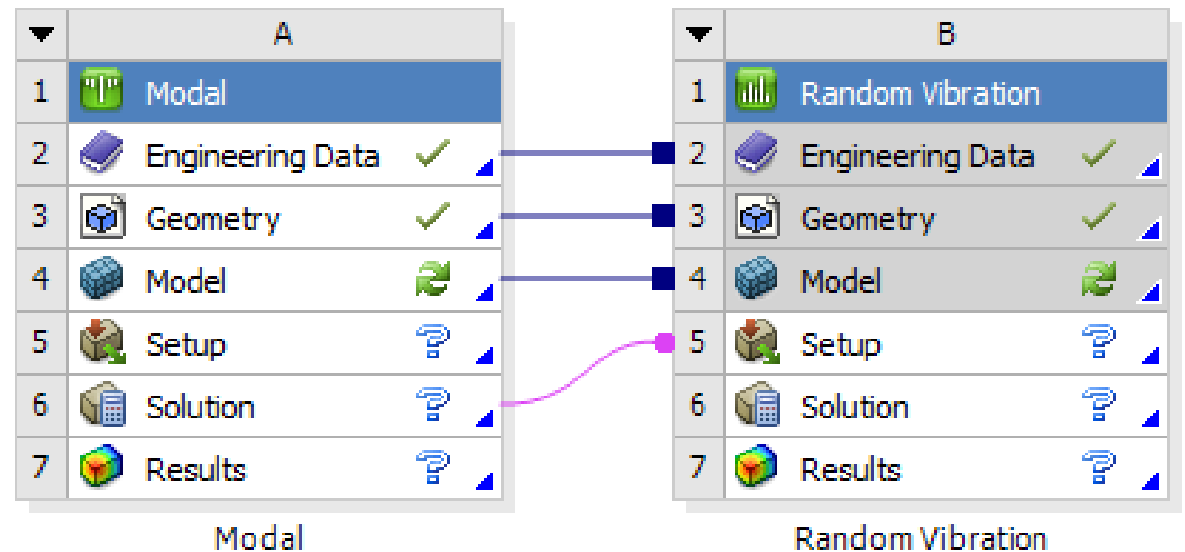 A
1 Modal
2 Engineering Data
3 Geometry
4 Model
5 Setup
6 Solution
7 Results
Modal
B
1 Random Vibration
2 Engineering Data
3 Geometry
4 Model
5 Setup
6 Solution
7 Results
Random Vibration